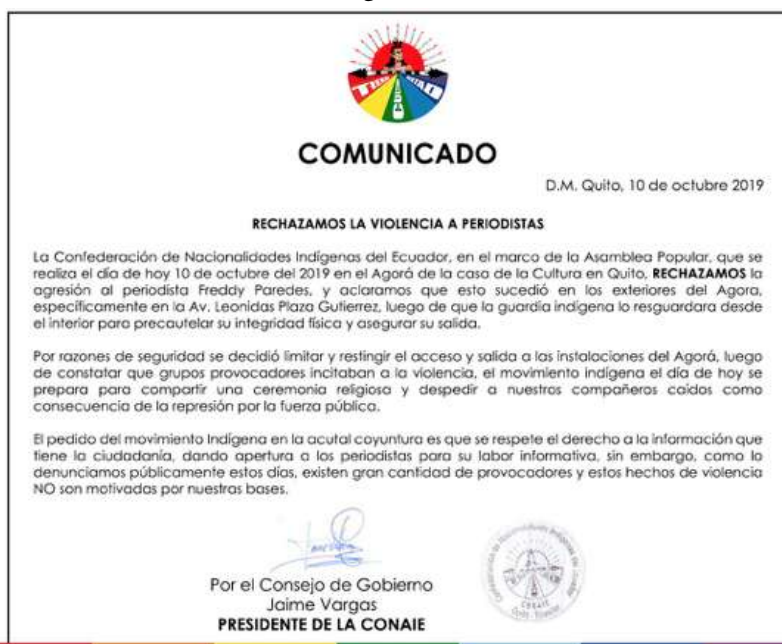 COMUNICADO
D.M. Quito, 10 de octubre 2019
RECHAZAMOS LA VIOLENCIA A PERIODISTAS
La Confederación de Nacionalidades Indígenas del Ecuador, en el marco de la Asamblea Popular, que se
realiza el día de hoy 10 de octubre del 2019 en el Agorá de la casa de la Cultura en Quito, RECHAZAMOS la
agresión al periodista Freddy Paredes, y aclaramos que esto sucedió en los exteriores del Agora,
específicamente en la Av. Leonidas Plaza Gutierrez, luego de que la guardia indígena lo resguardara desde
el interior para precautelar su integridad física y asegurar su salida.
Por razones de seguridad se decidió limitar y restingir el acceso y salida a las instalaciones del Agorá, luego
de constatar que grupos provocadores incitaban a la violencia, el movimiento indígena el día de hoy se
prepara para compartir una ceremonia religiosa y despedir a nuestros compañeros caídos como
consecuencia de la represión por la fuerza pública.
El pedido del movimiento Indígena en la acutal coyuntura es que se respete el derecho a la información que
tiene la ciudadanía, dando apertura a los periodistas para su labor informativa, sin embargo, como lo
denunciamos públicamente estos días, existen gran cantidad de provocadores y estos hechos de violencia
NO son motivadas por nuestras bases.
Por el Consejo de Gobierno
Jaime Vargas
PRESIDENTE DE LA CONAIE